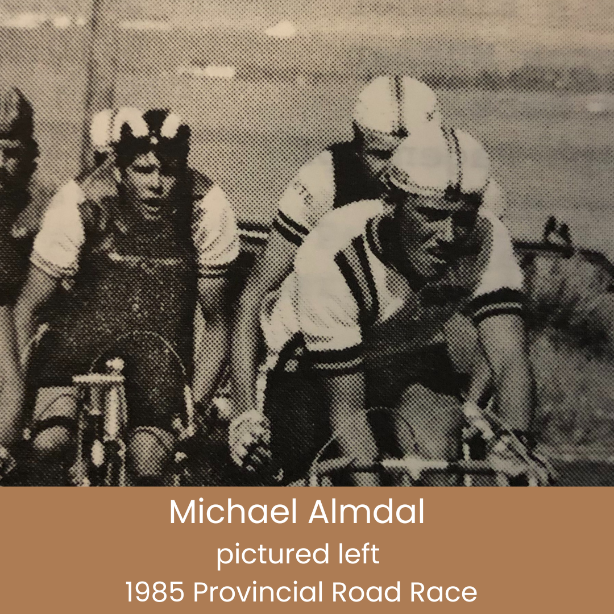 Michael Almdal
pictured left
1985 Provincial Road Race